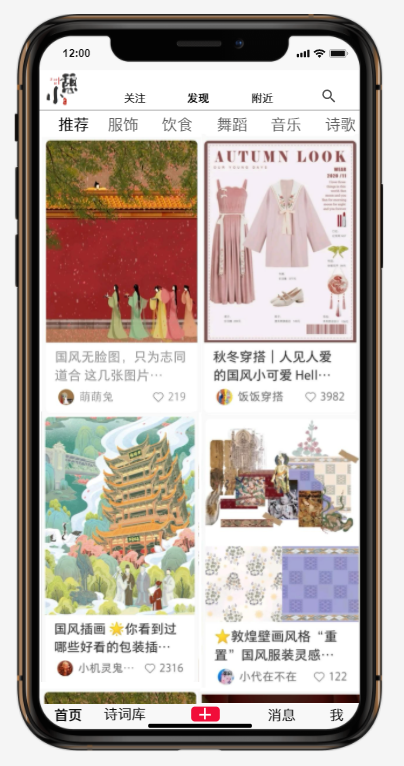 12:00
关注
发现
附近
推荐
服饰
饮食
舞蹈
音乐
诗歌
AUTUMN LOOK
国风无脸图，只为志同
道合 这几张图片…
萌萌兔
219
秋冬穿搭｜人见人爱
的国风小可爱 Hell…
饭饭穿搭
3982
国风插画 🌟你看到过
哪些好看的包装插…
小机灵鬼…
2316
⭐敦煌壁画风格“重
置”国风服装灵感…
小代在不在
122
首页
诗词库
消息
我